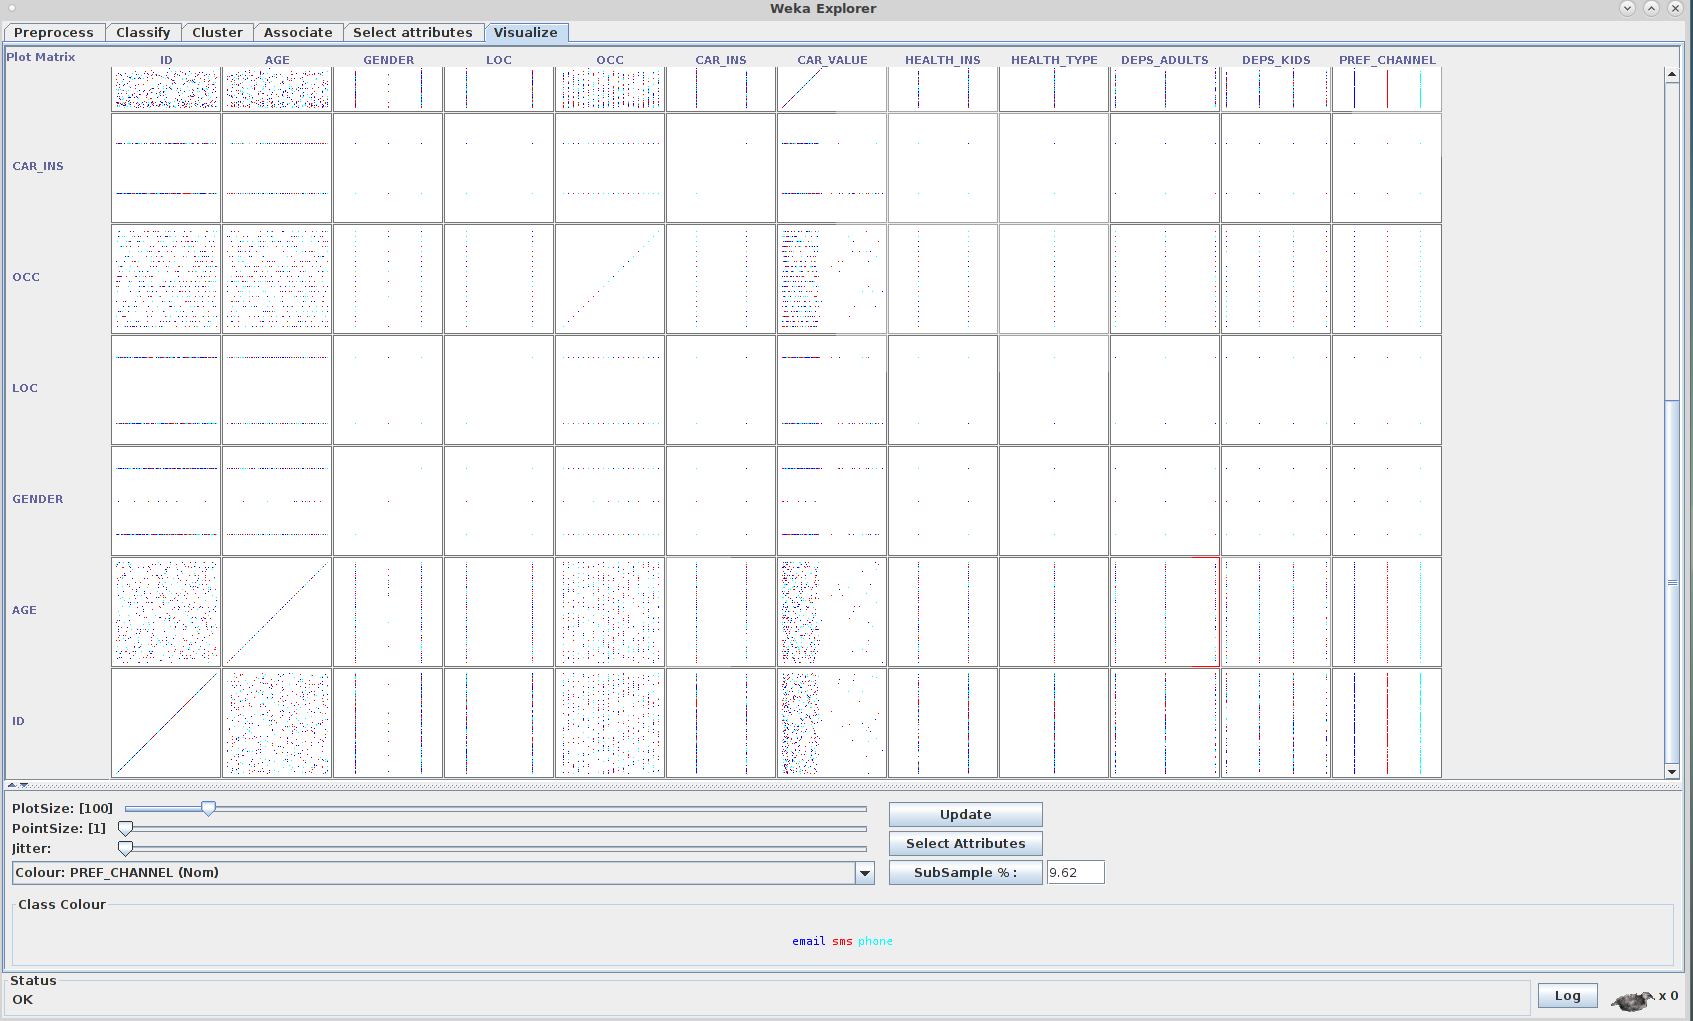 Weka Explorer
Preprocess Classify Cluster Associate Select attributes Visualize
Plot Matrix
ID AGE GENDER LOC OCC CAR_INS CAR_VALUE HEALTH_INS HEALTH_TYPE DEPS_ADULTS DEPS_KIDS PREF_CHANNEL
CAR_INS
OCC
LOC
GENDER
AGE
ID
PlotSize: [100]
PointSize: [1]
Jitter:
Colour: PREF_CHANNEL (Nom)
Update
Select Attributes
SubSample % : 9.62
Class Colour
email sms phone
Status
OK
Log x 0